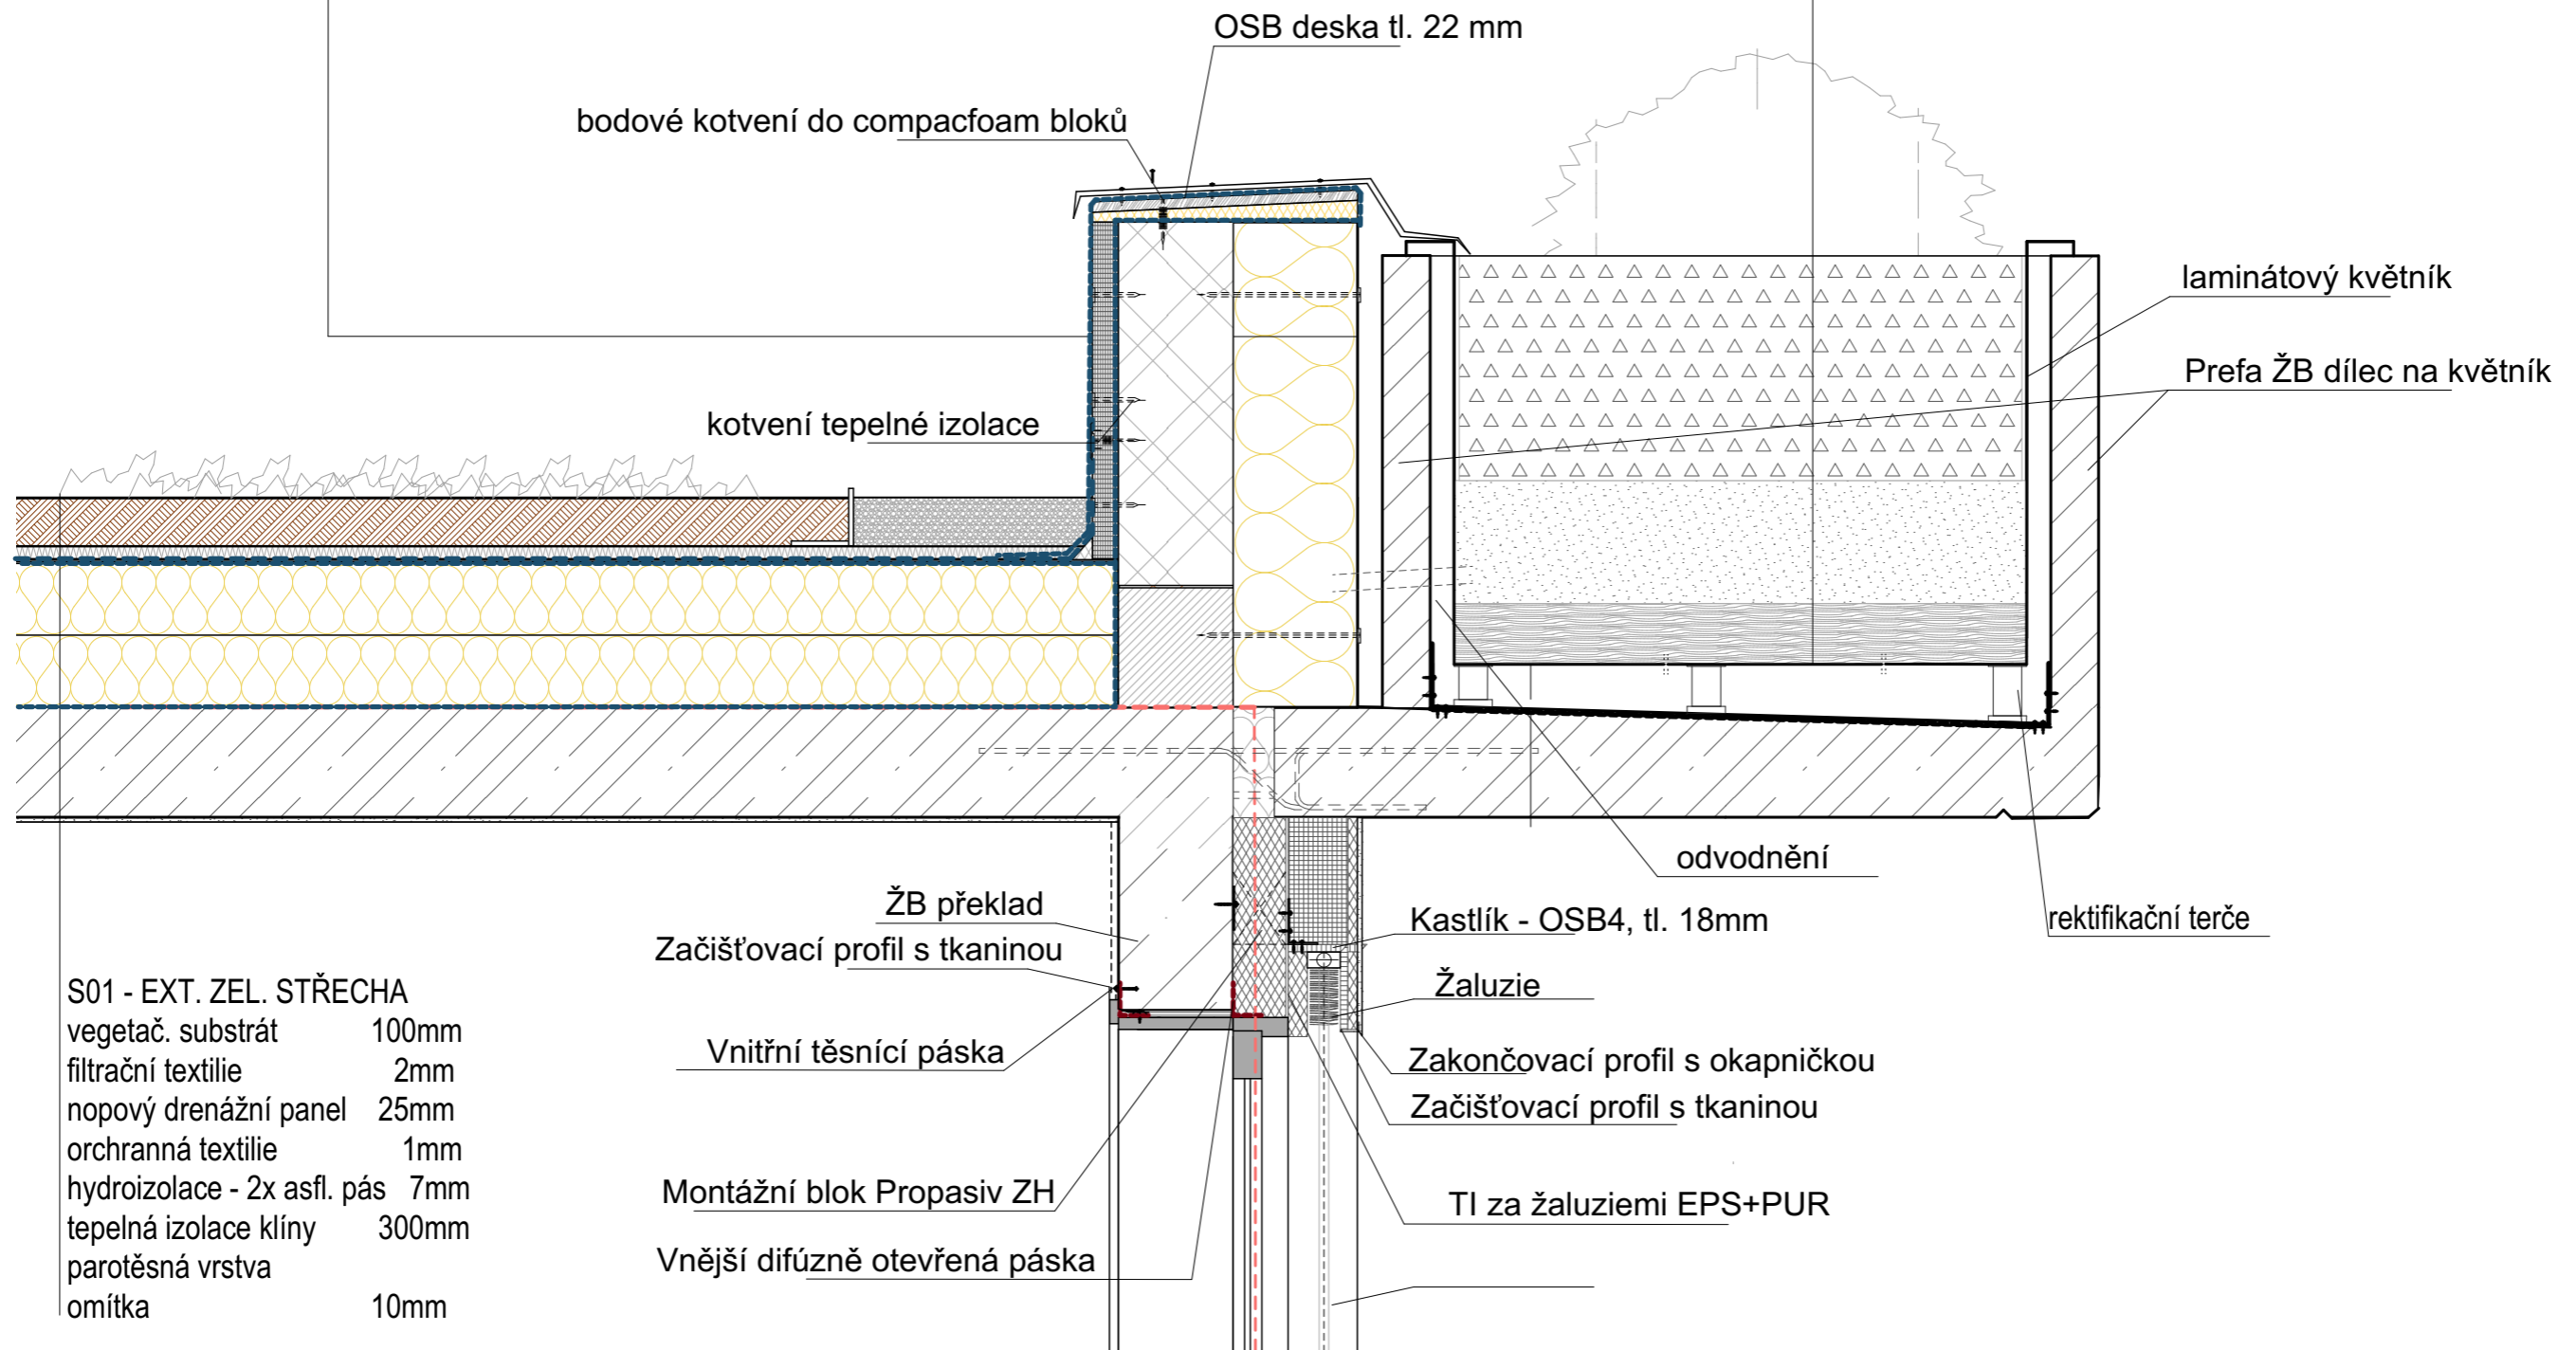 OSB deska tl. 22 mm
bodové kotvení do compacfoam bloků
laminátový květník
Prefa ŽB dílec na květník
kotvení tepelné izolace
odvodnění
ŽB překlad
Kastlík - OSB4, tl. 18mm
rektifikační terče
Začišťovací profil s tkaninou
Žaluzie
S01 - EXT. ZEL. STŘECHA
vegetač. substrát 100mm
filtrační textilie 2mm
nopový drenážní panel 25mm
orchranná textilie 1mm
hydroizolace - 2x asfl. pás 7mm
tepelná izolace klíny 300mm
parotěsná vrstva
omítka 10mm
Vnitřní těsnící páska
Zakončovací profil s okapničkou
Začišťovací profil s tkaninou
Montážní blok Propasiv ZH
TI za žaluziemi EPS+PUR
Vnější difúzně otevřená páska